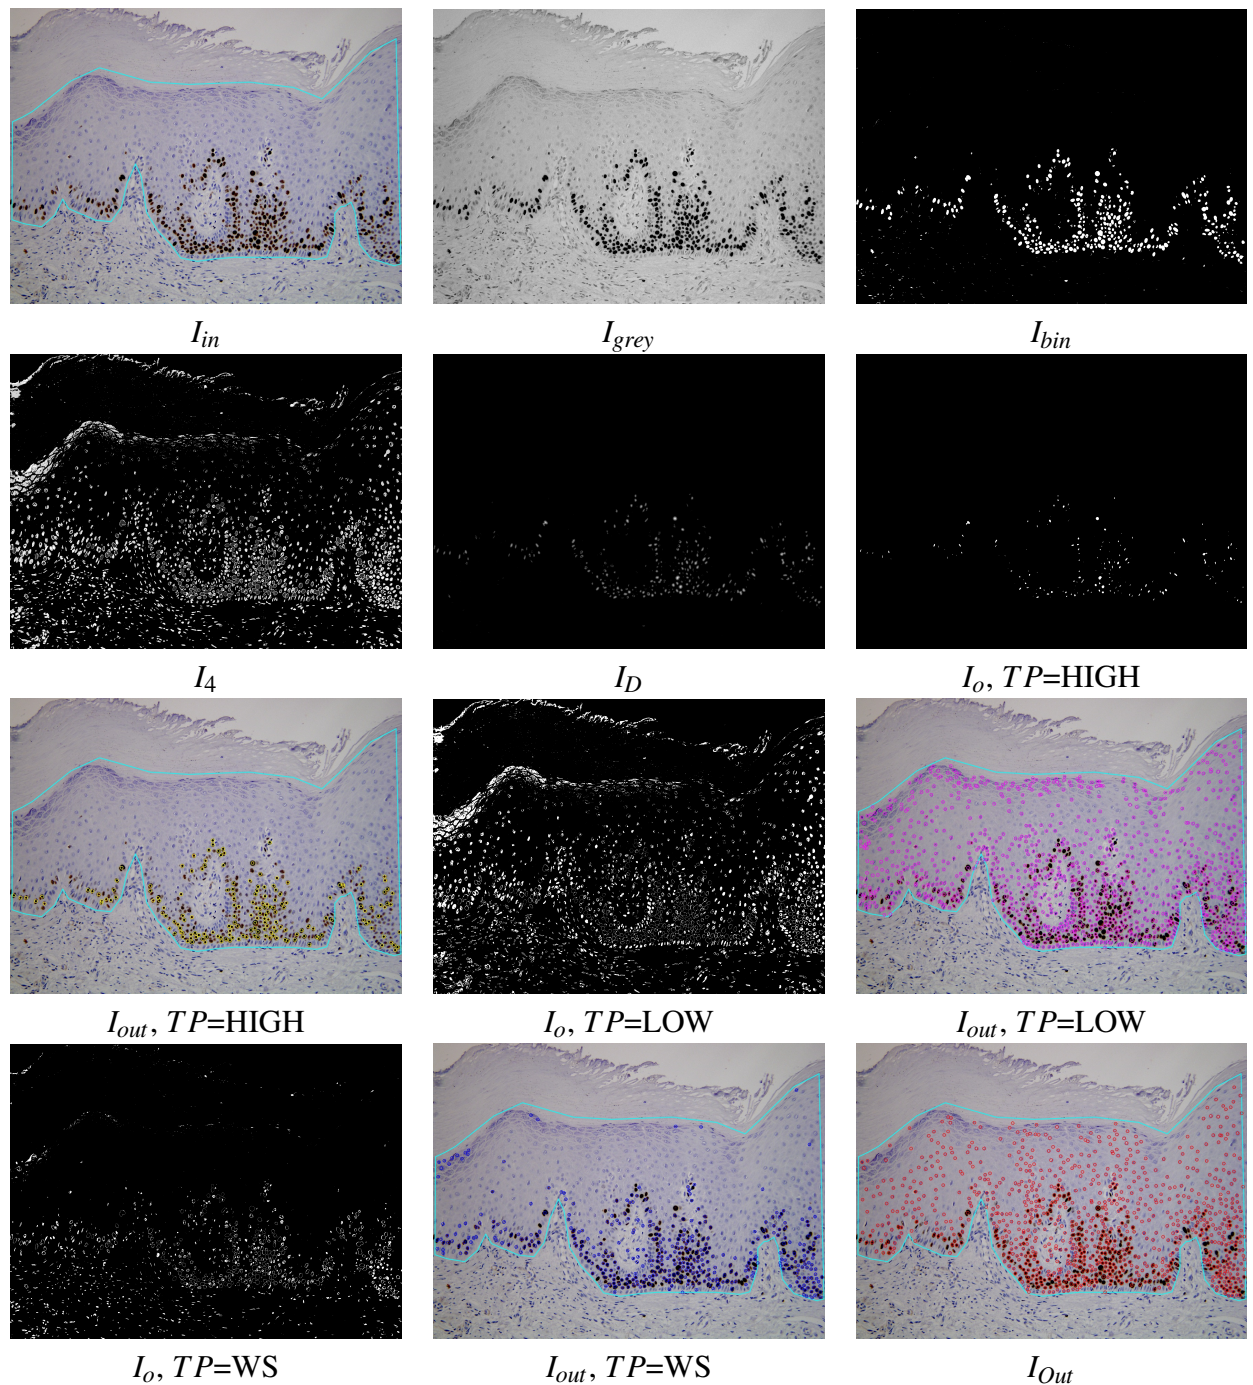 I_in I_grey I_bin
I_4 I_D I_o, TP=HIGH
I_out, TP=HIGH I_o, TP=LOW I_out, TP=LOW
I_o, TP=WS I_out, TP=WS I_Out